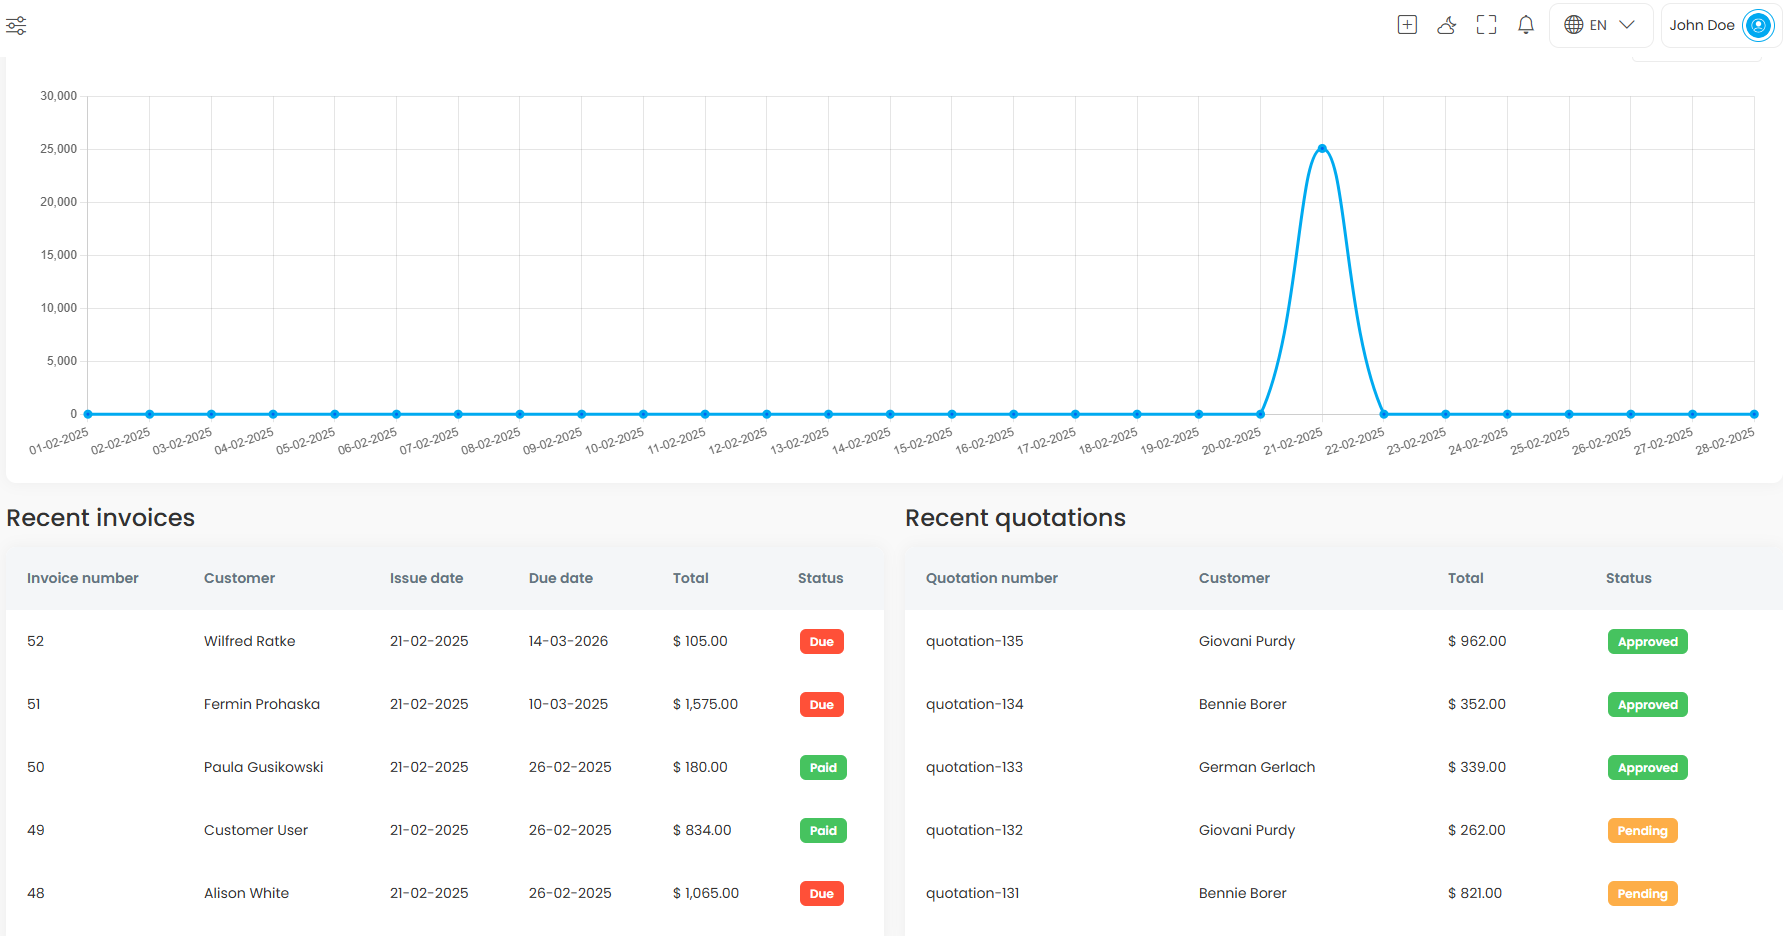 EN
John Doe
30,000
25,000
20,000
15,000
10,000
5,000
0
01-02-2025 02-02-2025 03-02-2025 04-02-2025 05-02-2025 06-02-2025 07-02-2025 08-02-2025 09-02-2025 10-02-2025 11-02-2025 12-02-2025 13-02-2025 14-02-2025 15-02-2025 16-02-2025 17-02-2025 18-02-2025 19-02-2025 20-02-2025 21-02-2025 22-02-2025 23-02-2025 24-02-2025 25-02-2025 26-02-2025 27-02-2025 28-02-2025
Recent invoices
Invoice number Customer Issue date Due date Total Status
52 Wilfred Ratke 21-02-2025 14-03-2026 $ 105.00 Due
51 Fermin Prohaska 21-02-2025 10-03-2025 $ 1,575.00 Due
50 Paula Gusikowski 21-02-2025 26-02-2025 $ 180.00 Paid
49 Customer User 21-02-2025 26-02-2025 $ 834.00 Paid
48 Alison White 21-02-2025 26-02-2025 $ 1,065.00 Due
Recent quotations
Quotation number Customer Total Status
quotation-135 Giovani Purdy $ 962.00 Approved
quotation-134 Bennie Borer $ 352.00 Approved
quotation-133 German Gerlach $ 339.00 Approved
quotation-132 Giovani Purdy $ 262.00 Pending
quotation-131 Bennie Borer $ 821.00 Pending